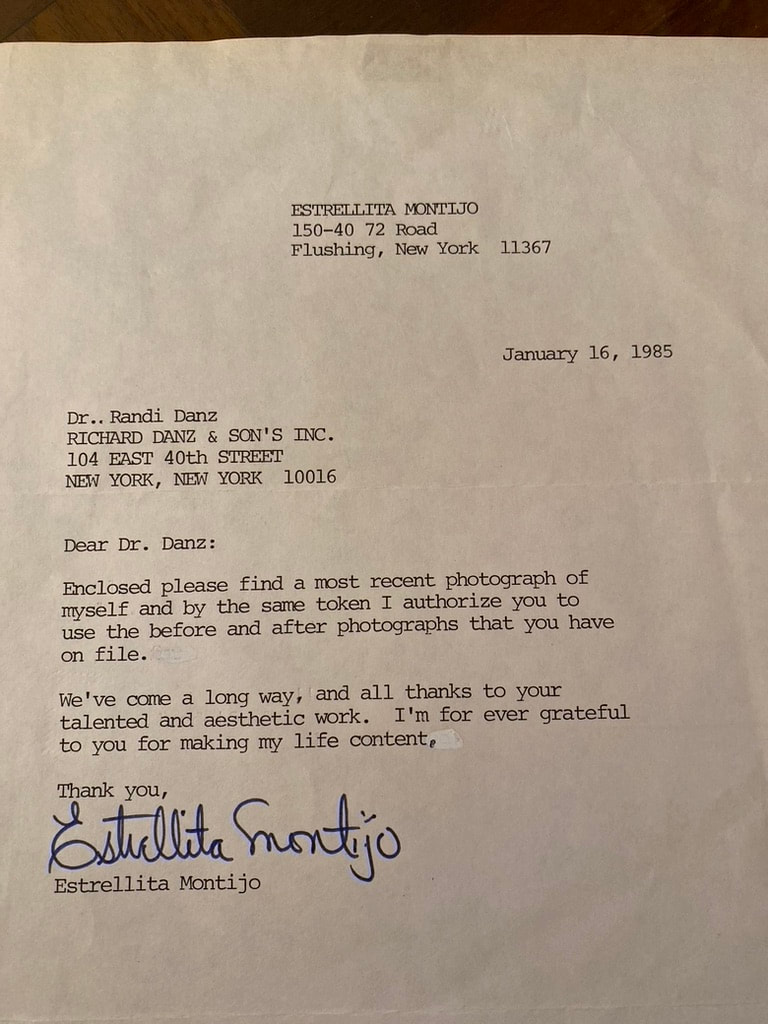 ESTRELLITA MONTIJO
150-40 72 Road
Flushing, New York 11367
January 16, 1985
Dr.. Randi Danz
RICHARD DANZ & SON'S INC.
104 EAST 40th STREET
NEW YORK, NEW YORK 10016
Dear Dr. Danz:
Enclosed please find a most recent photograph of
myself and by the same token I authorize you to
use the before and after photographs that you have
on file.
We've come a long way, and all thanks to your
talented and aesthetic work. I'm for ever grateful
to you for making my life content.
Thank you,
Estrellita Montijo
Estrellita Montijo